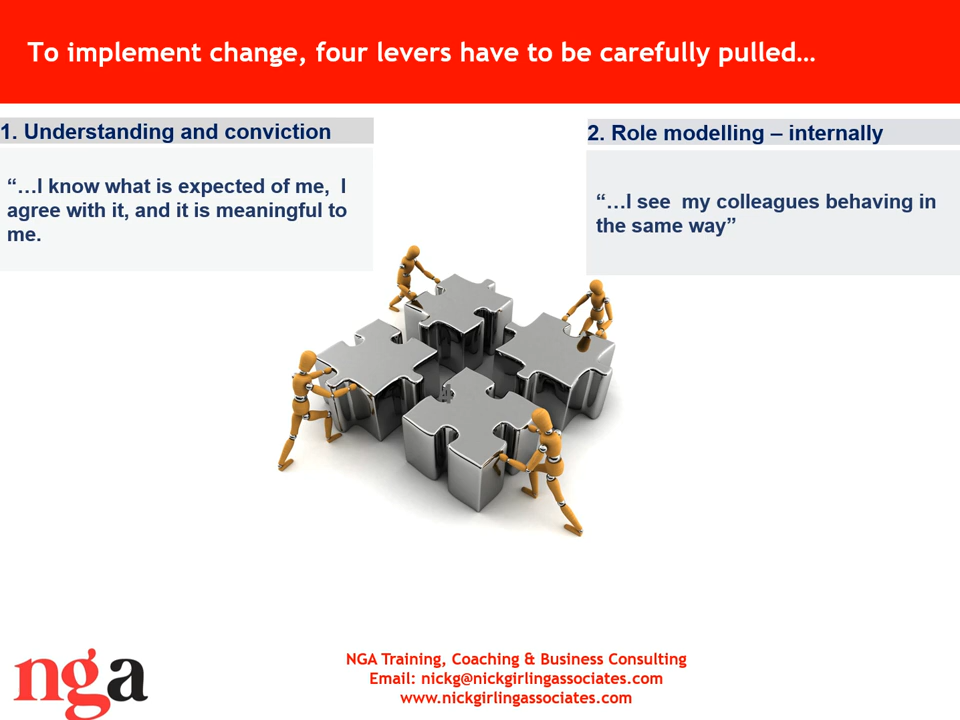 To implement change, four levers have to be carefully pulled…
1. Understanding and conviction
“…I know what is expected of me,  I
agree with it, and it is meaningful to
me.
2. Role modelling – internally
“…I see  my colleagues behaving in
the same way”
nga
NGA Training, Coaching & Business Consulting
Email: nickg@nickgirlingassociates.com
www.nickgirlingassociates.com